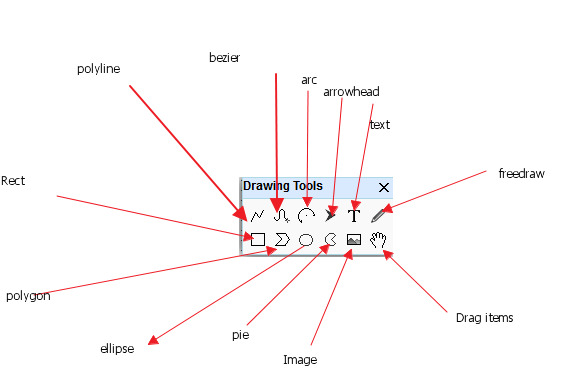 bezier
polyline
arc
arrowhead
text
freedraw
Rect
Drawing Tools
T
polygon
Drag items
ellipse
pie
Image